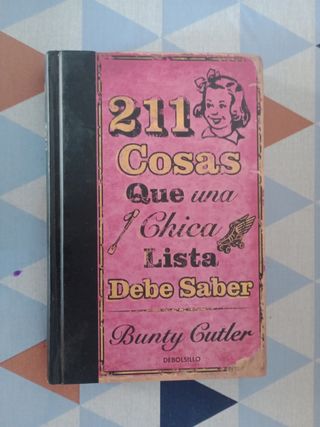 211
Cosas
Que una
Chica
Lista
Debe Saber
Bunty Cutler
DEBOLSILLO